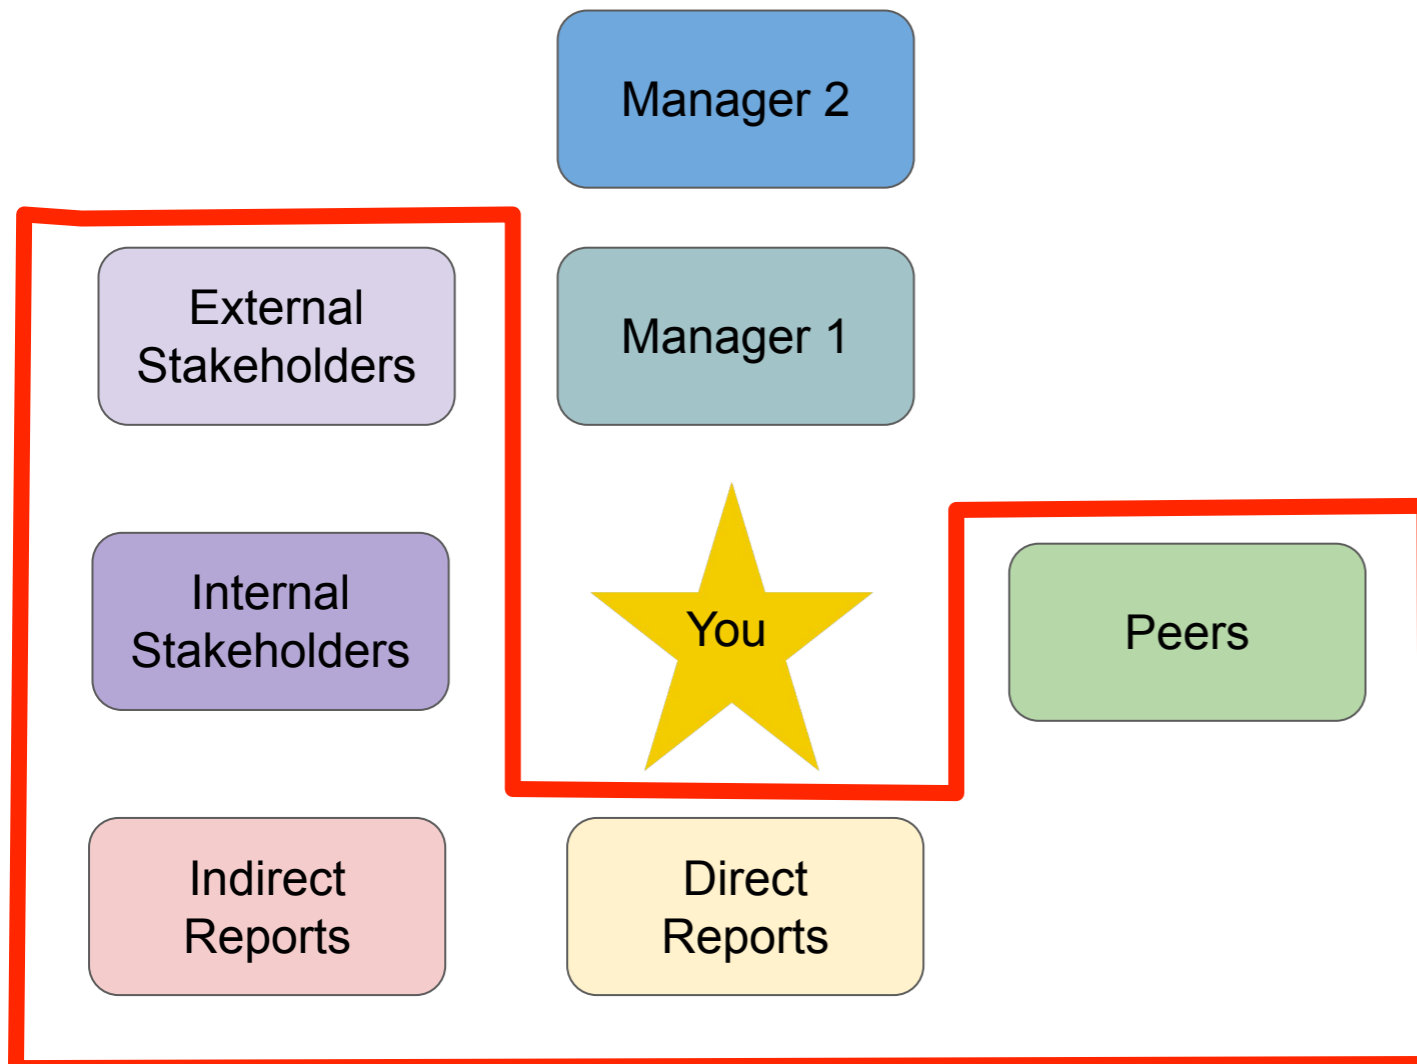 Manager 2
External
Stakeholders
Manager 1
Internal
Stakeholders
You
Peers
Indirect
Reports
Direct
Reports